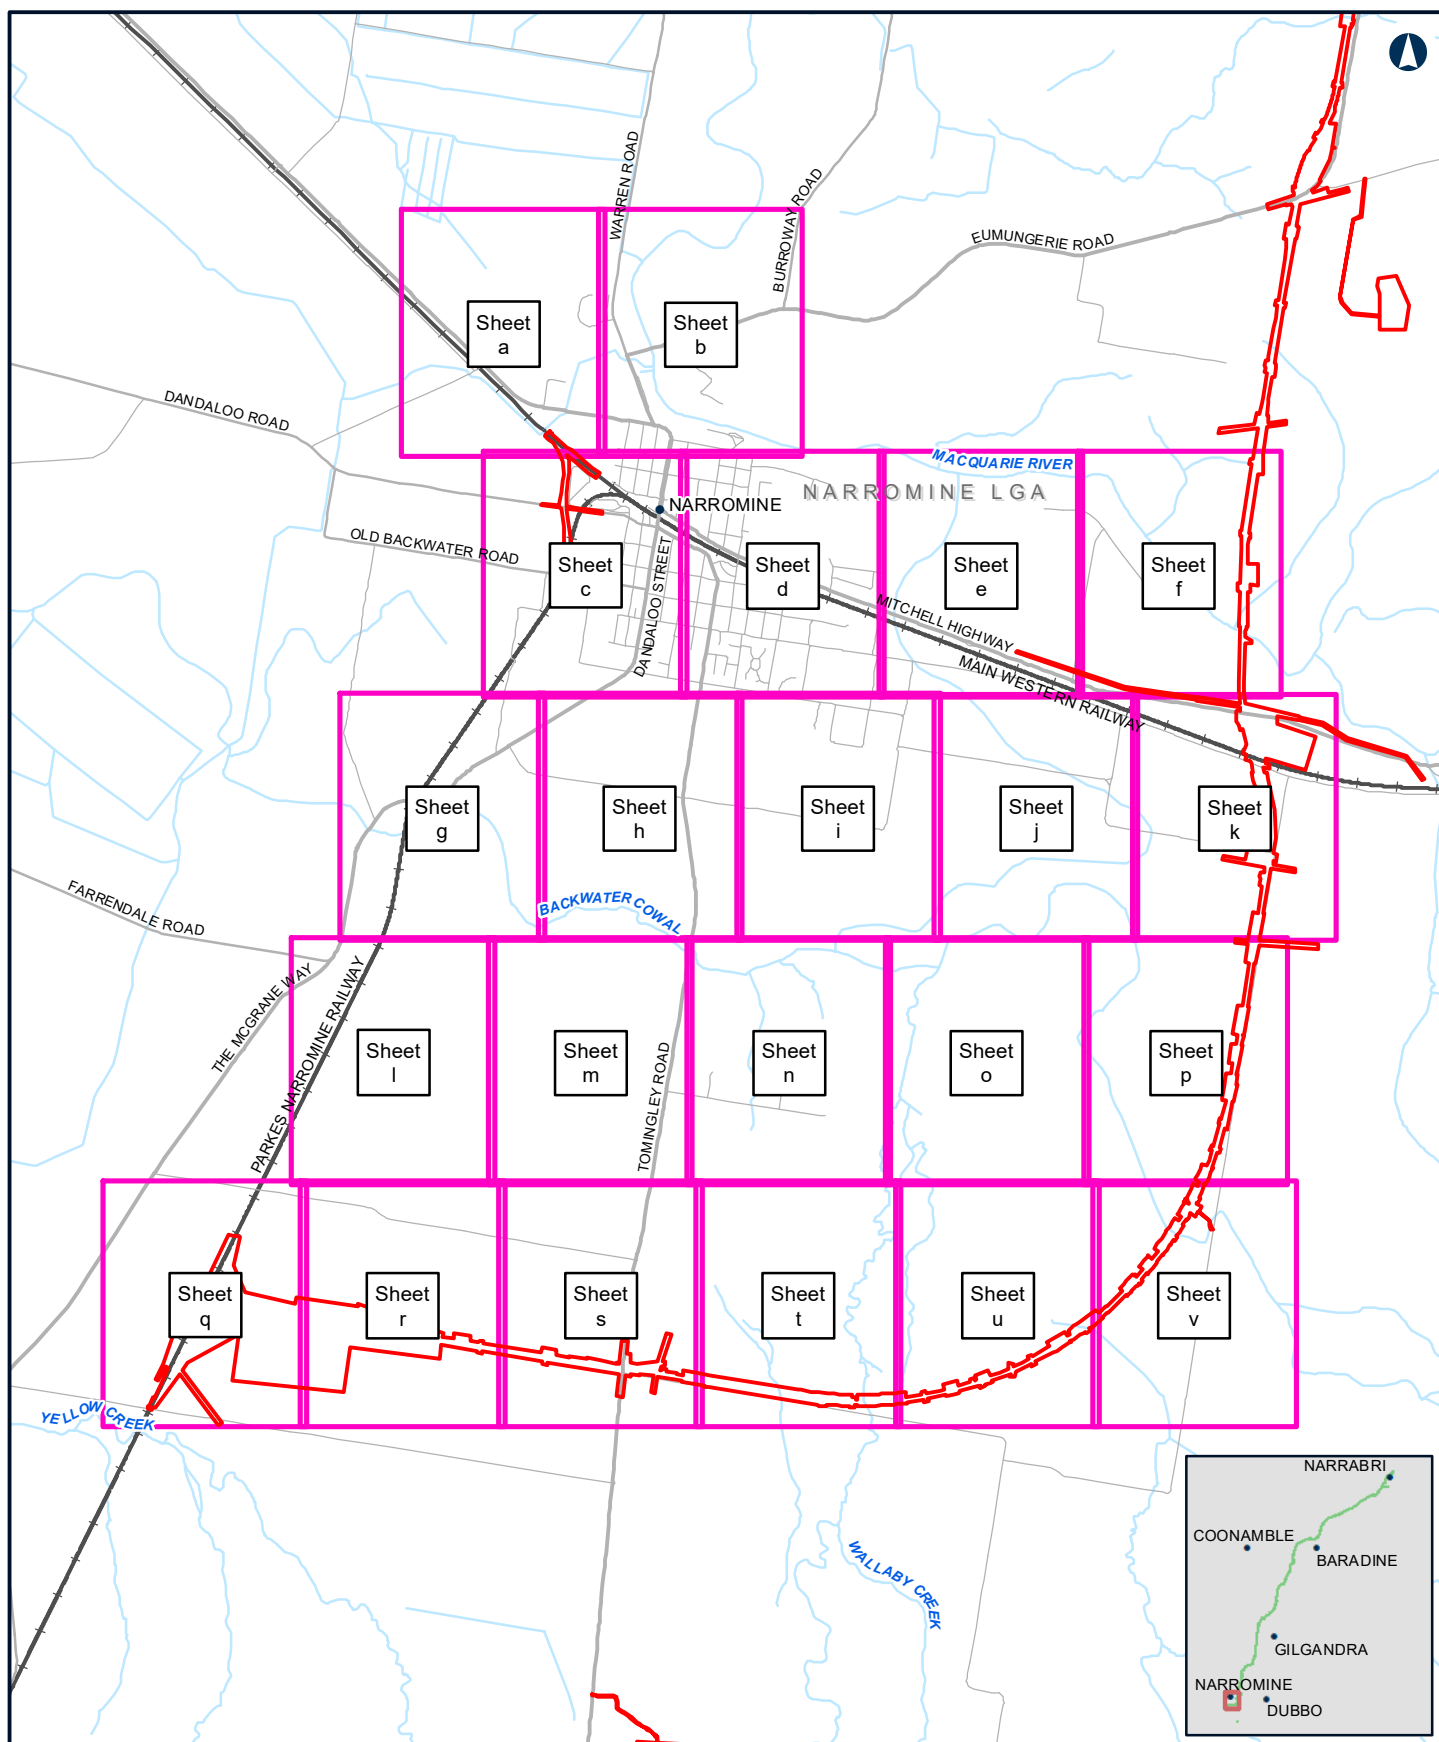 WARREN ROAD
BURROWAY ROAD
EUMUNGERIE ROAD
Sheet
a
Sheet
b
DANDALOO ROAD
MACQUARIE RIVER
NARROMINE LGA
NARROMINE
OLD BACKWATER ROAD
DANDALOO STREET
Sheet
c
Sheet
d
Sheet
e
Sheet
f
MITCHELL HIGHWAY
MAIN WESTERN RAILWAY
Sheet
g
Sheet
h
Sheet
i
Sheet
j
Sheet
k
FARRENDALE ROAD
BACKWATER COWAL
THE MCGRANE WAY
PARKES NARROMINE RAILWAY
Sheet
l
Sheet
m
Sheet
n
Sheet
o
Sheet
p
TOMINGLEY ROAD
Sheet
q
Sheet
r
Sheet
s
Sheet
t
Sheet
u
Sheet
v
YELLOW CREEK
WALLABY CREEK
NARRABRI
COONAMBLE
BARADINE
GILGANDRA
NARROMINE
DUBBO